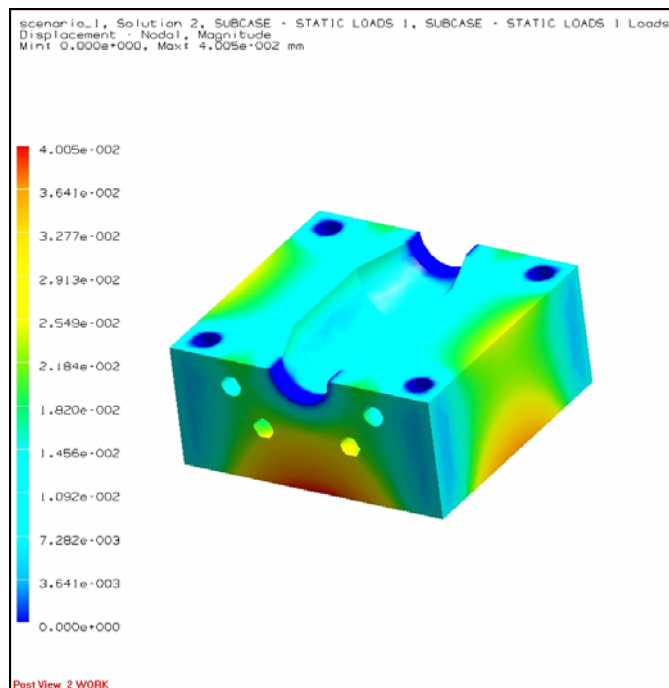 scenario_1, Solution 2, SUBCASE - STATIC LOADS 1, SUBCASE - STATIC LOADS 1 Loads
Displacement - Nodal, Magnitude
Min: 0.000e+000, Max: 4.005e-002 mm
4.005e-002
3.641e-002
3.277e-002
2.913e-002
2.549e-002
2.184e-002
1.820e-002
1.456e-002
1.092e-002
7.282e-003
3.641e-003
0.000e+000
Post View 2 WORK